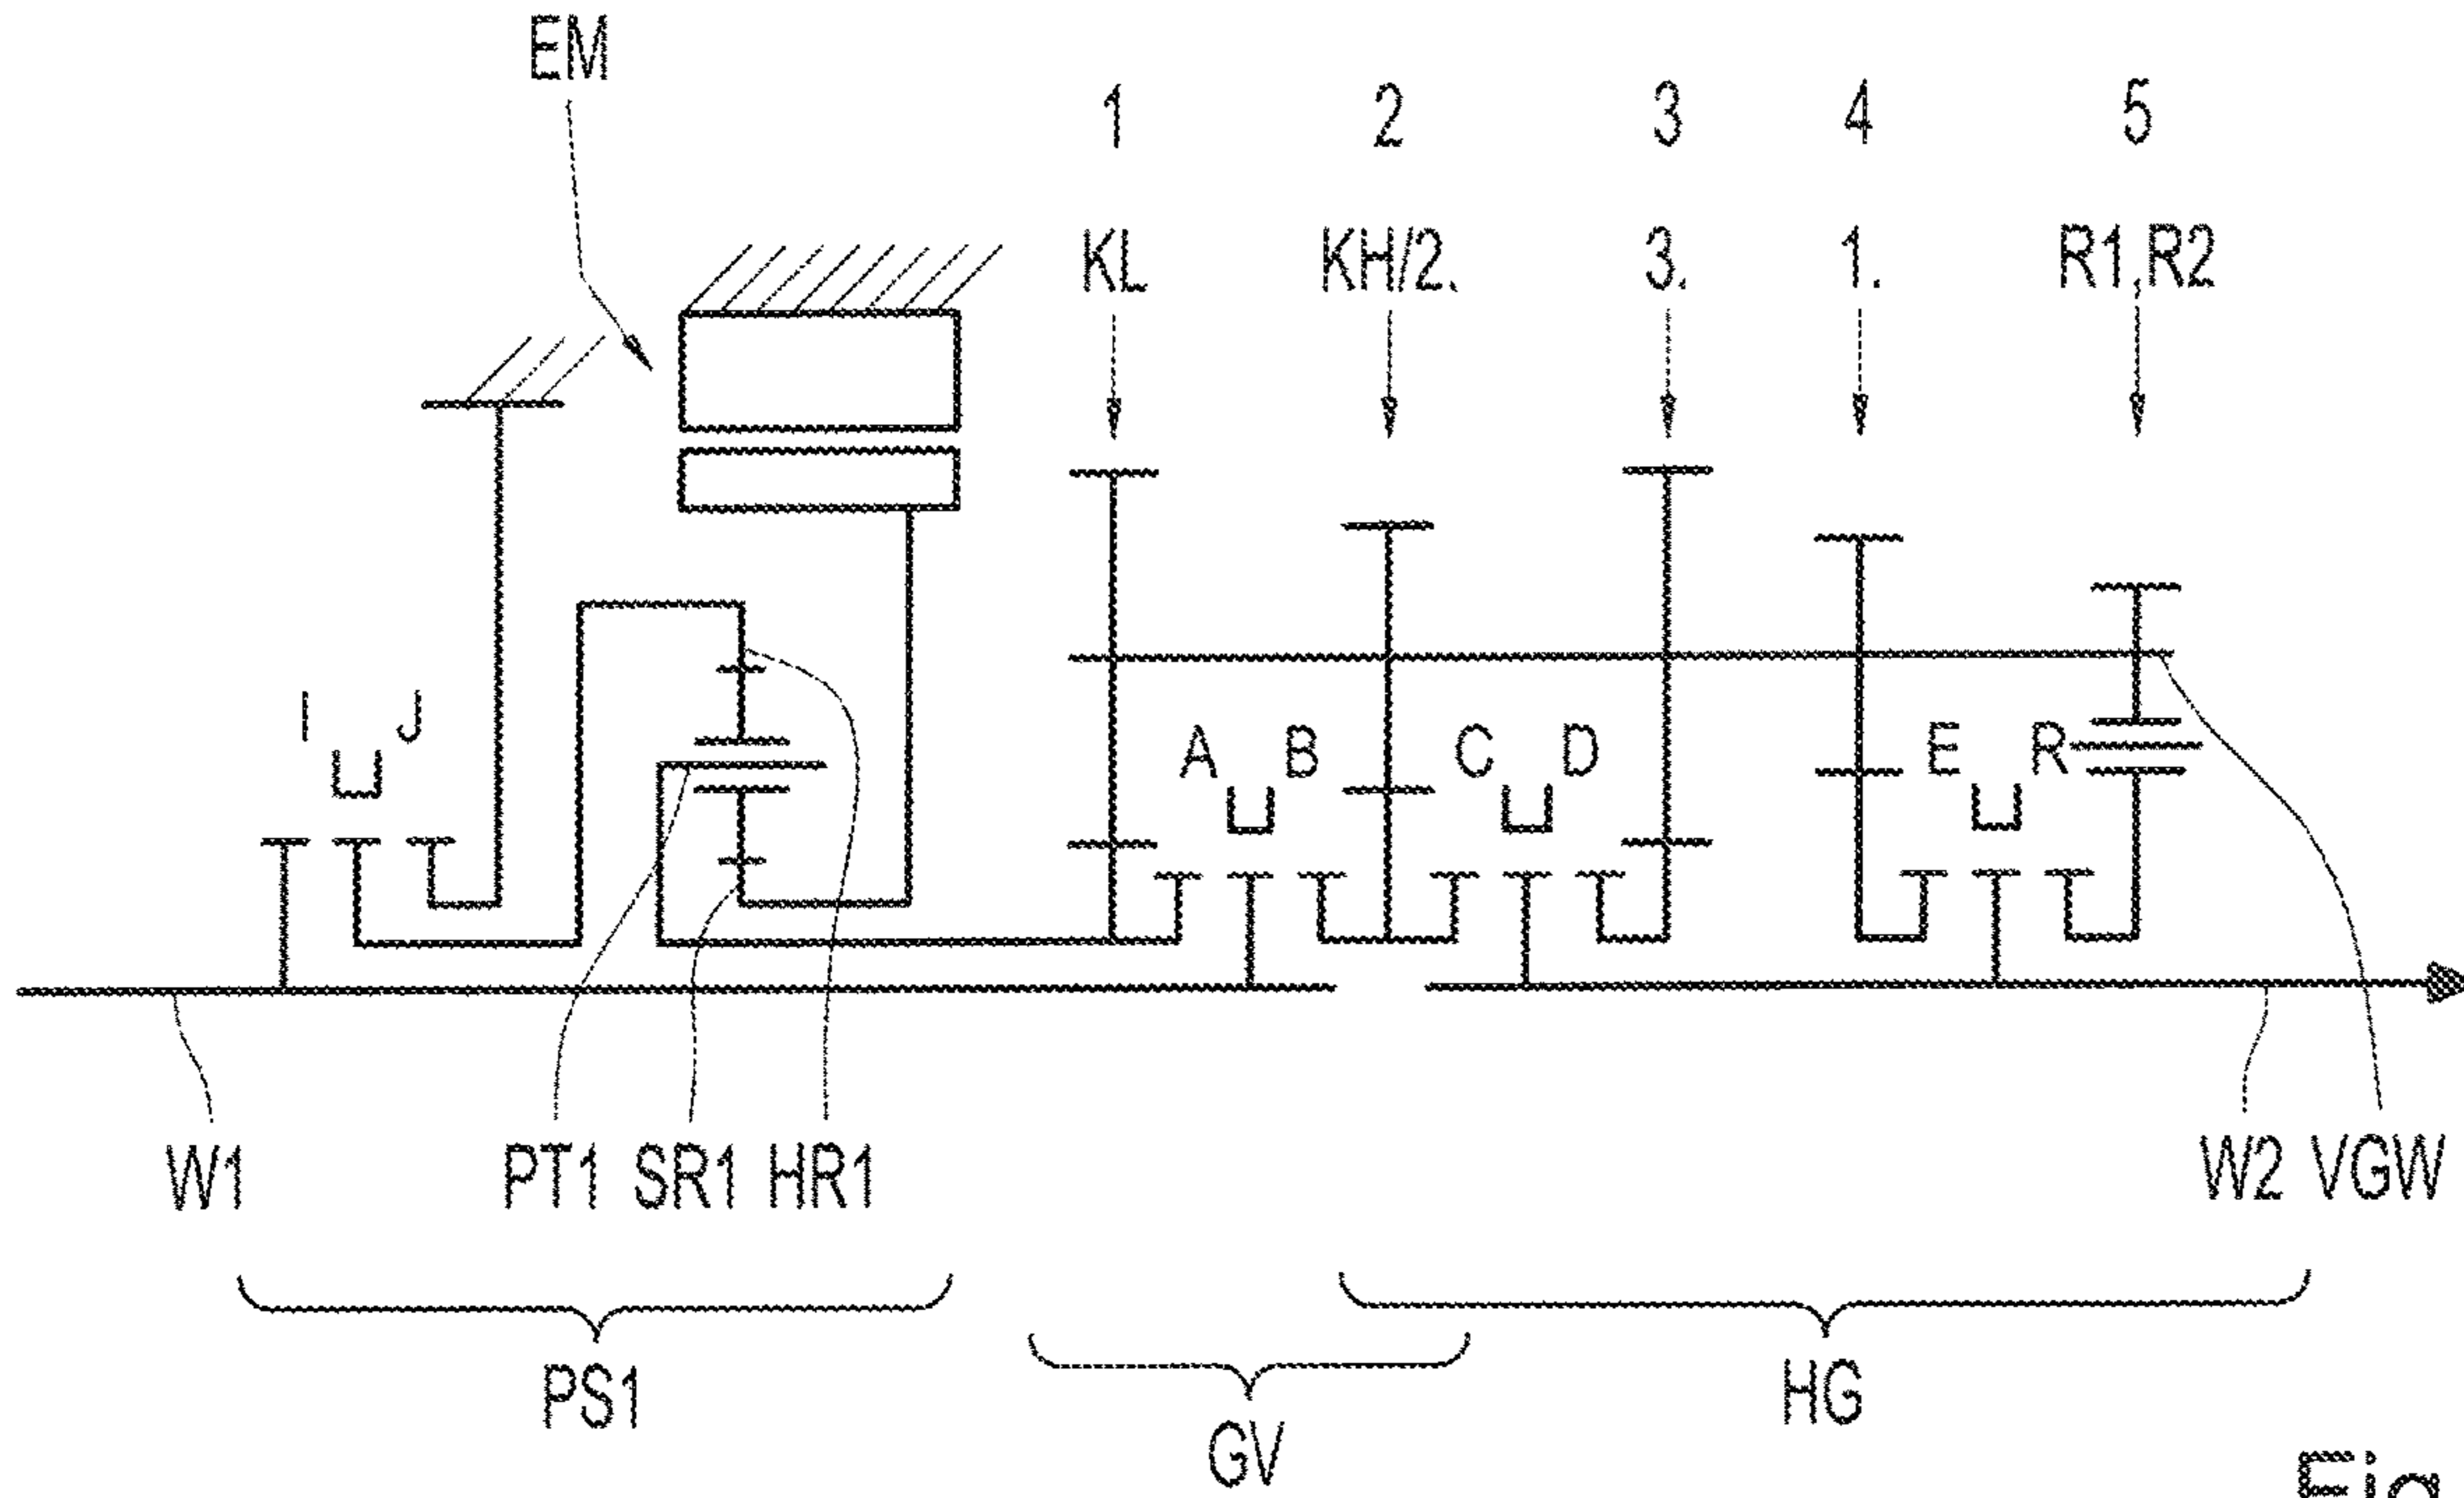 EM
1 2 3 4 5
KL KH/2. 3. 1. R1,R2
I J
A B C D E R
W1 PT1 SR1 HR1 W2 VGW
PS1 HG
GV
Fig